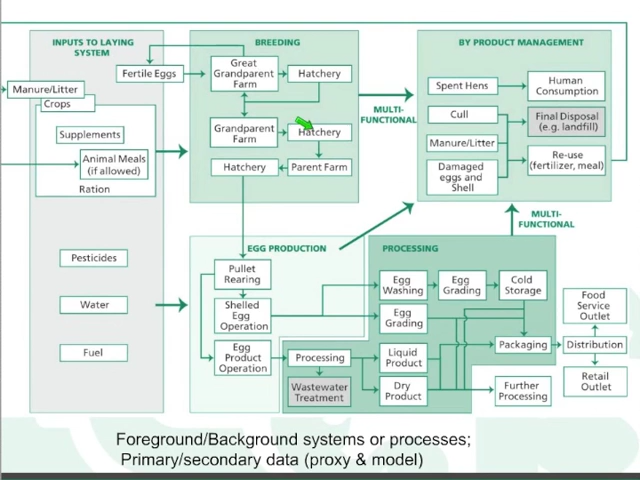 INPUTS TO LAYING
SYSTEM
BREEDING
BY PRODUCT MANAGEMENT
Fertile Eggs
Great
Grandparent
Farm
Hatchery
Manure/Litter
Crops
Supplements
Animal Meals
(if allowed)
Ration
Grandparent
Farm
Hatchery
Hatchery
Parent Farm
MULTI-
FUNCTIONAL
Spent Hens
Human
Consumption
Cull
Final Disposal
(e.g. landfill)
Manure/Litter
Damaged
eggs and
Shell
Re-use
(fertilizer, meal)
MULTI-
FUNCTIONAL
Pesticides
Water
Fuel
EGG PRODUCTION
Pullet
Rearing
Shelled
Egg
Operation
Egg
Product
Operation
PROCESSING
Egg
Washing
Egg
Grading
Cold
Storage
Egg
Grading
Processing
Liquid
Product
Wastewater
Treatment
Dry
Product
Packaging
Further
Processing
Food
Service
Outlet
Distribution
Retail
Outlet
Foreground/Background systems or processes;
Primary/secondary data (proxy & model)